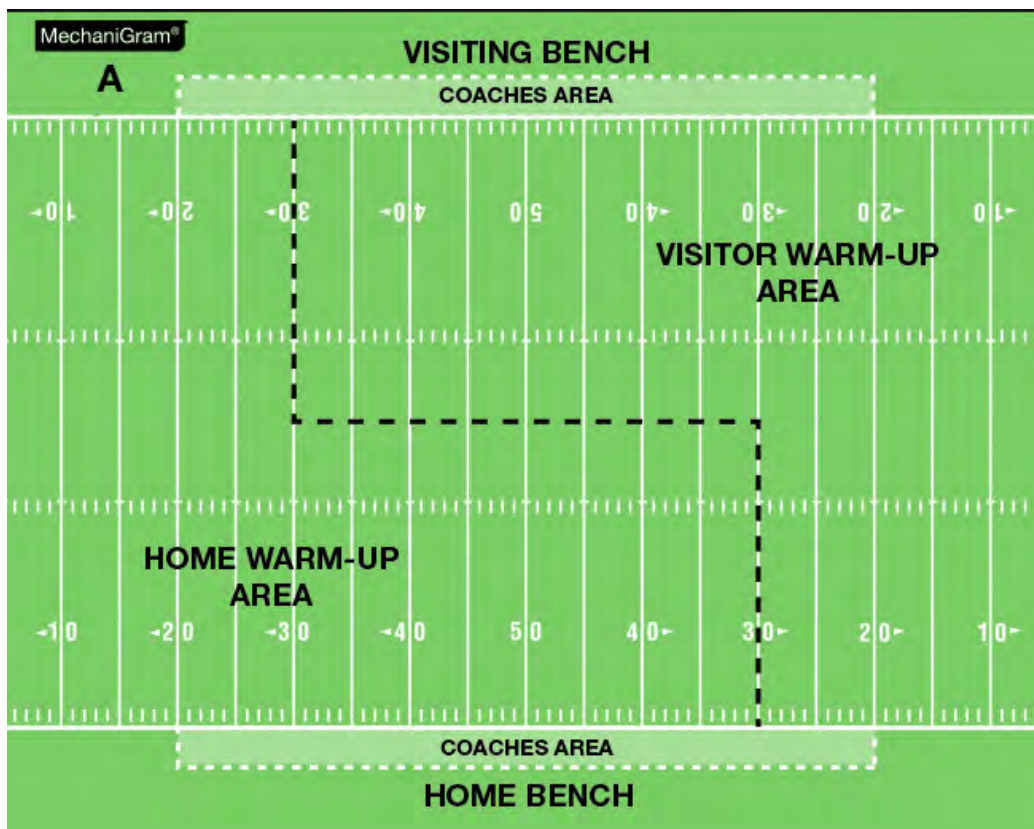 MechaniGram®
A
VISITING BENCH
COACHES AREA
◄10 ◄20 ◄30 ◄40 50 40► 30► 20► 10►
VISITOR WARM-UP
AREA
HOME WARM-UP
AREA
◄10 ◄20 ◄30 ◄40 50 40► 30► 20► 10►
COACHES AREA
HOME BENCH